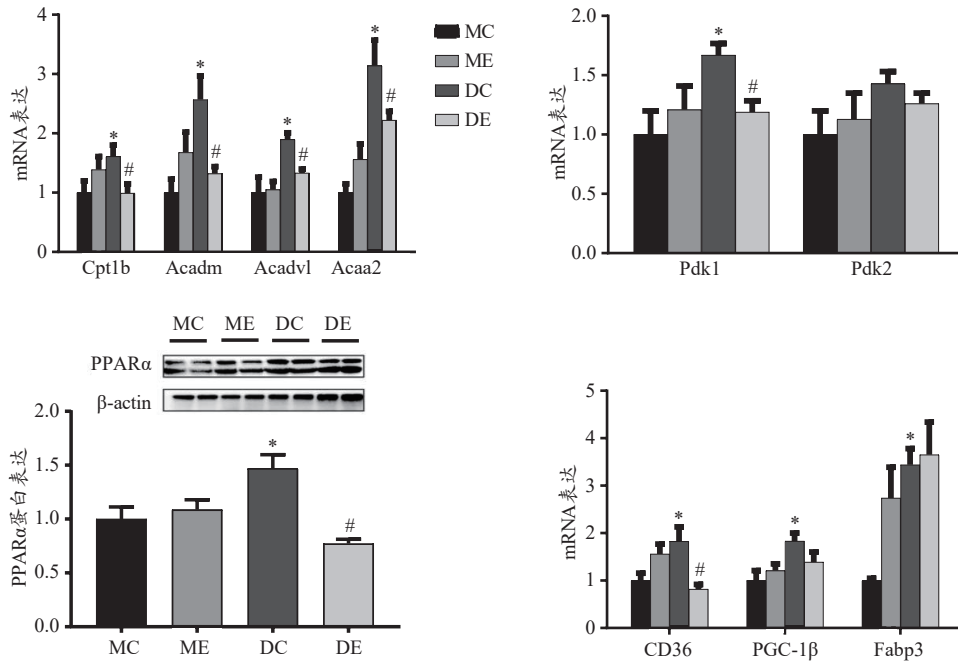 4
3
2
1
0
mRNA表达
*
#
*
#
*
#
*
#
Cpt1b
Acadm
Acadvl
Acaa2
MC
ME
DC
DE
2.0
1.5
1.0
0.5
0.0
mRNA表达
*
#
Pdk1
Pdk2
MC ME DC DE
PPARα
β-actin
2.0
1.5
1.0
0.5
0.0
PPARα蛋白表达
*
#
MC
ME
DC
DE
5
4
3
2
1
0
mRNA表达
*
#
*
*
CD36
PGC-1β
Fabp3